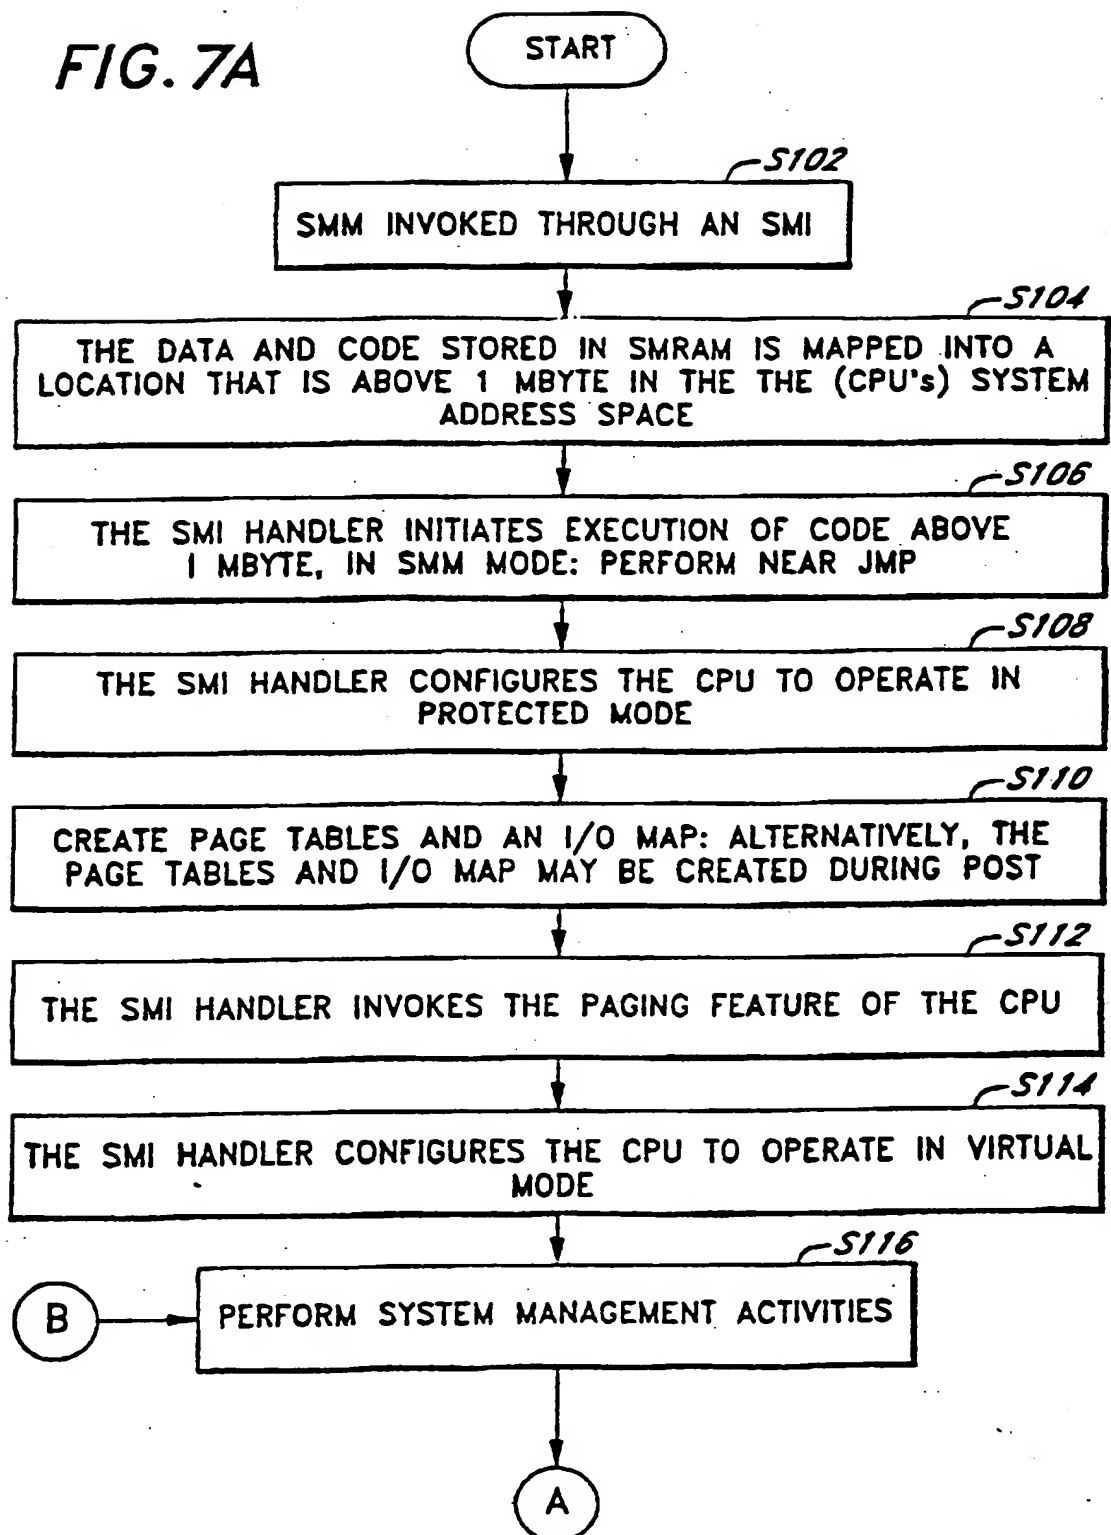 FIG. 7A
START
S102
SMM INVOKED THROUGH AN SMI
S104
THE DATA AND CODE STORED IN SMRAM IS MAPPED INTO A
LOCATION THAT IS ABOVE 1 MBYTE IN THE THE (CPU's) SYSTEM
ADDRESS SPACE
S106
THE SMI HANDLER INITIATES EXECUTION OF CODE ABOVE
1 MBYTE, IN SMM MODE: PERFORM NEAR JMP
S108
THE SMI HANDLER CONFIGURES THE CPU TO OPERATE IN
PROTECTED MODE
S110
CREATE PAGE TABLES AND AN I/O MAP: ALTERNATIVELY, THE
PAGE TABLES AND I/O MAP MAY BE CREATED DURING POST
S112
THE SMI HANDLER INVOKES THE PAGING FEATURE OF THE CPU
S114
THE SMI HANDLER CONFIGURES THE CPU TO OPERATE IN VIRTUAL
MODE
S116
B
PERFORM SYSTEM MANAGEMENT ACTIVITIES
A